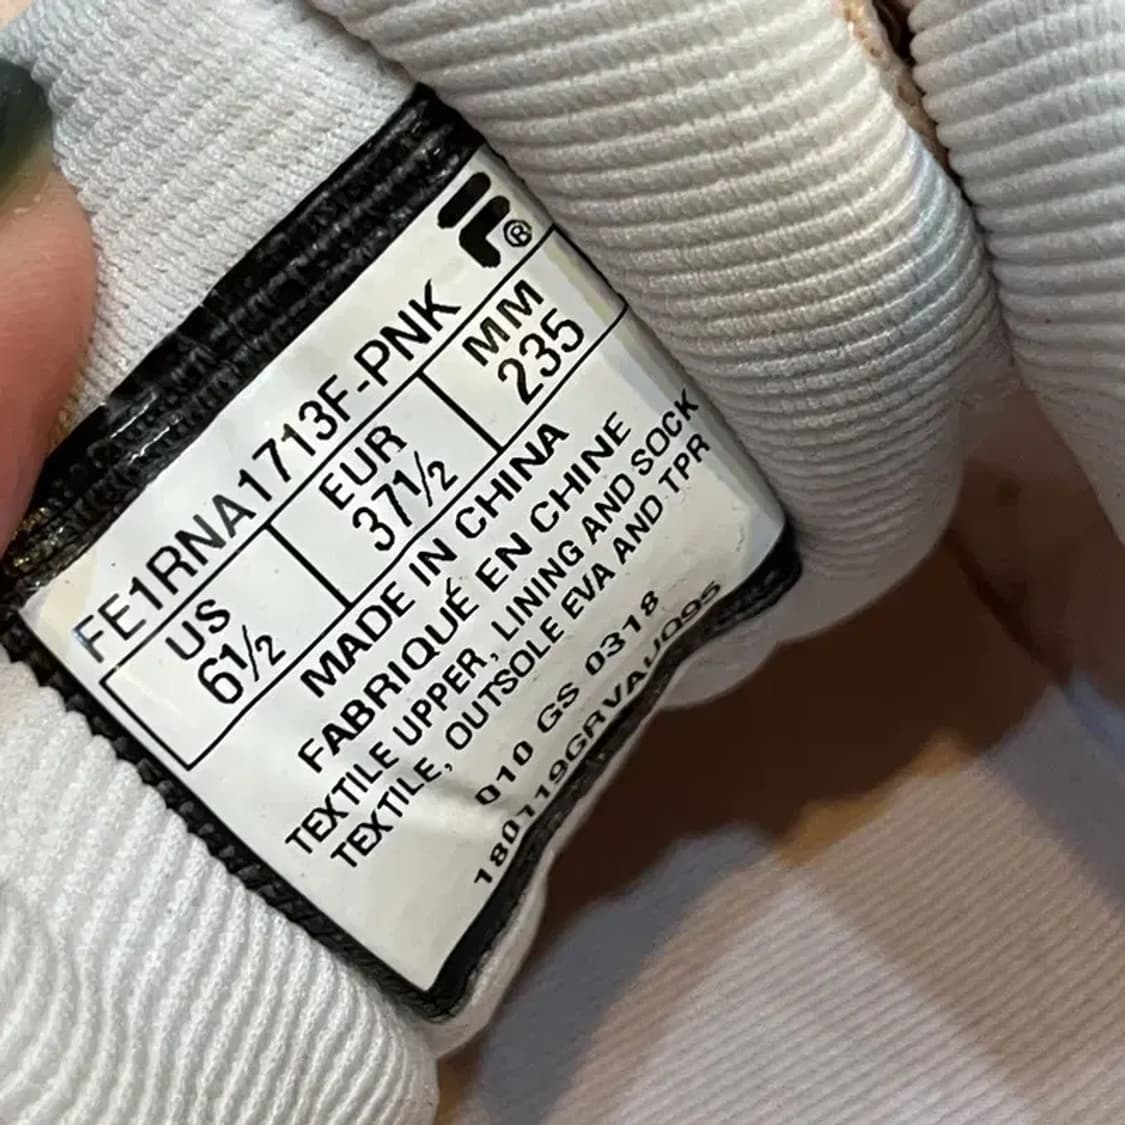 F®
FE1RNA1713F-PNK
US EUR MM
6½ 37½ 235
MADE IN CHINA
FABRIQUÉ EN CHINE
TEXTILE UPPER, LINING AND SOCK
TEXTILE, OUTSOLE EVA AND TPR
010 GS 0318